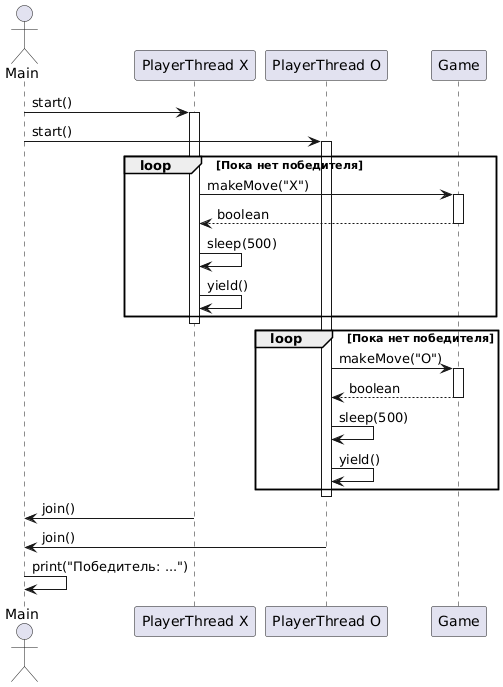 Main
PlayerThread X
PlayerThread O
Game
start()
start()
loop
[Пока нет победителя]
makeMove("X")
boolean
sleep(500)
yield()
loop
[Пока нет победителя]
makeMove("O")
boolean
sleep(500)
yield()
join()
join()
print("Победитель: ...")
Main
PlayerThread X
PlayerThread O
Game